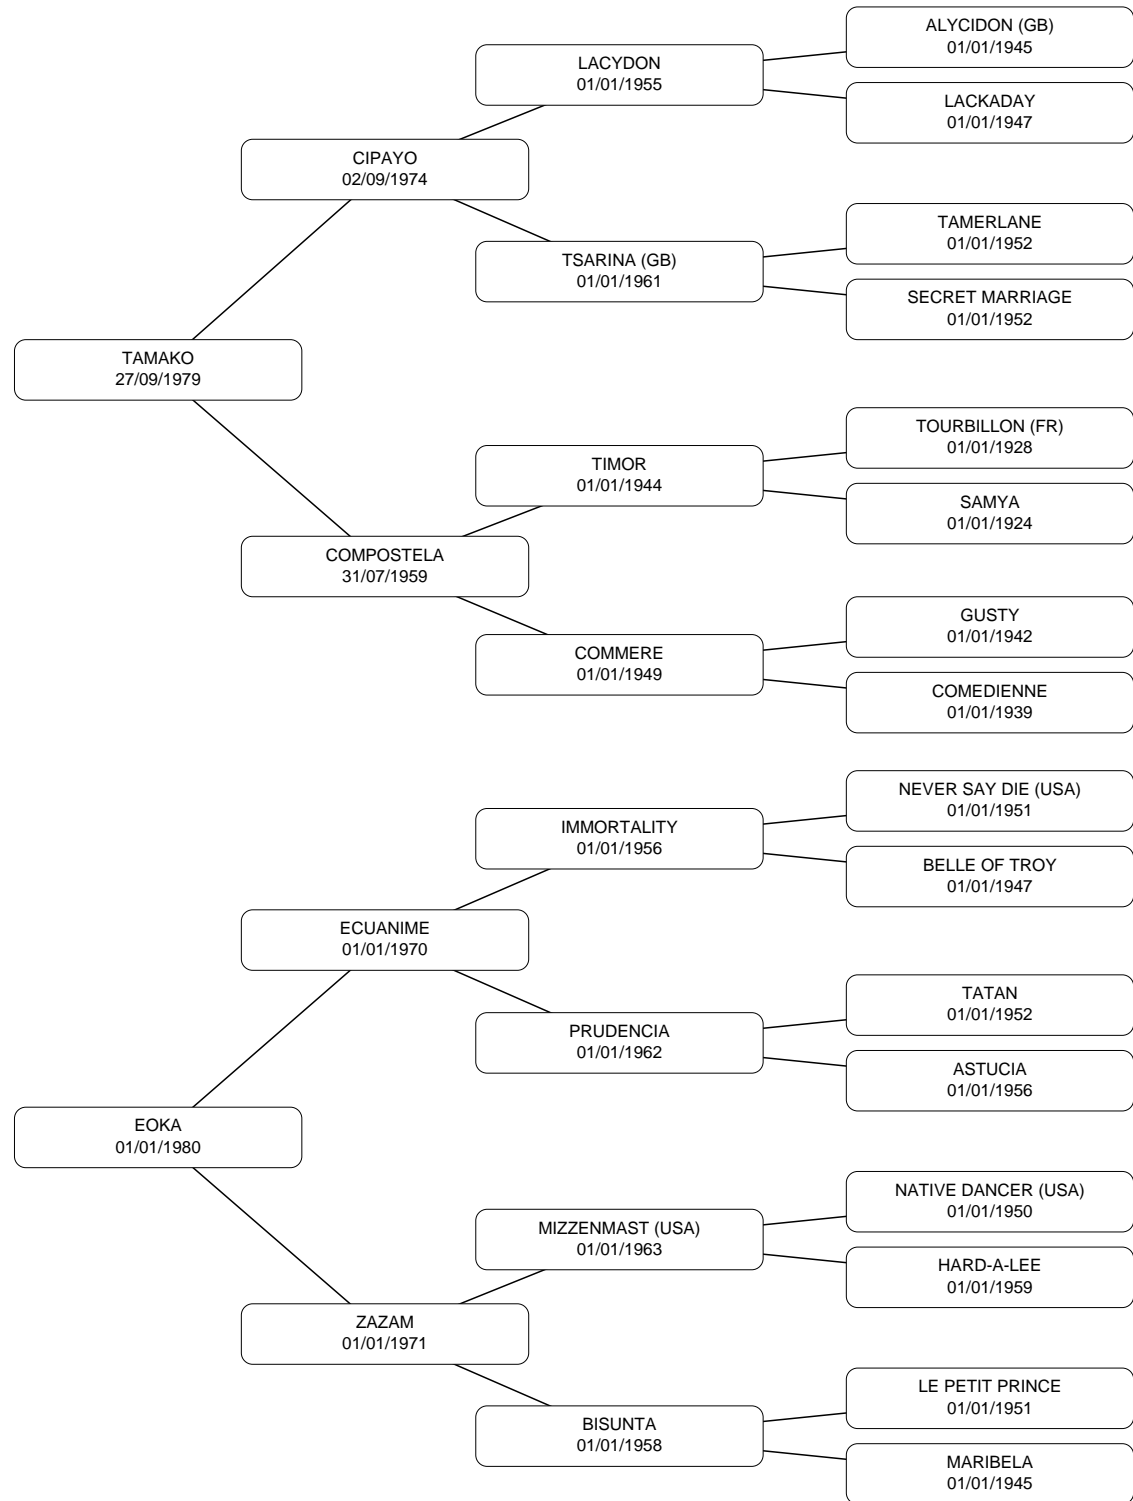 ALYCIDON (GB)
01/01/1945
LACYDON
01/01/1955
LACKADAY
01/01/1947
CIPAYO
02/09/1974
TAMERLANE
01/01/1952
TSARINA (GB)
01/01/1961
SECRET MARRIAGE
01/01/1952
TAMAKO
27/09/1979
TOURBILLON (FR)
01/01/1928
TIMOR
01/01/1944
SAMYA
01/01/1924
COMPOSTELA
31/07/1959
GUSTY
01/01/1942
COMMERE
01/01/1949
COMEDIENNE
01/01/1939
NEVER SAY DIE (USA)
01/01/1951
IMMORTALITY
01/01/1956
BELLE OF TROY
01/01/1947
ECUANIME
01/01/1970
TATAN
01/01/1952
PRUDENCIA
01/01/1962
ASTUCIA
01/01/1956
EOKA
01/01/1980
NATIVE DANCER (USA)
01/01/1950
MIZZENMAST (USA)
01/01/1963
HARD-A-LEE
01/01/1959
ZAZAM
01/01/1971
LE PETIT PRINCE
01/01/1951
BISUNTA
01/01/1958
MARIBELA
01/01/1945